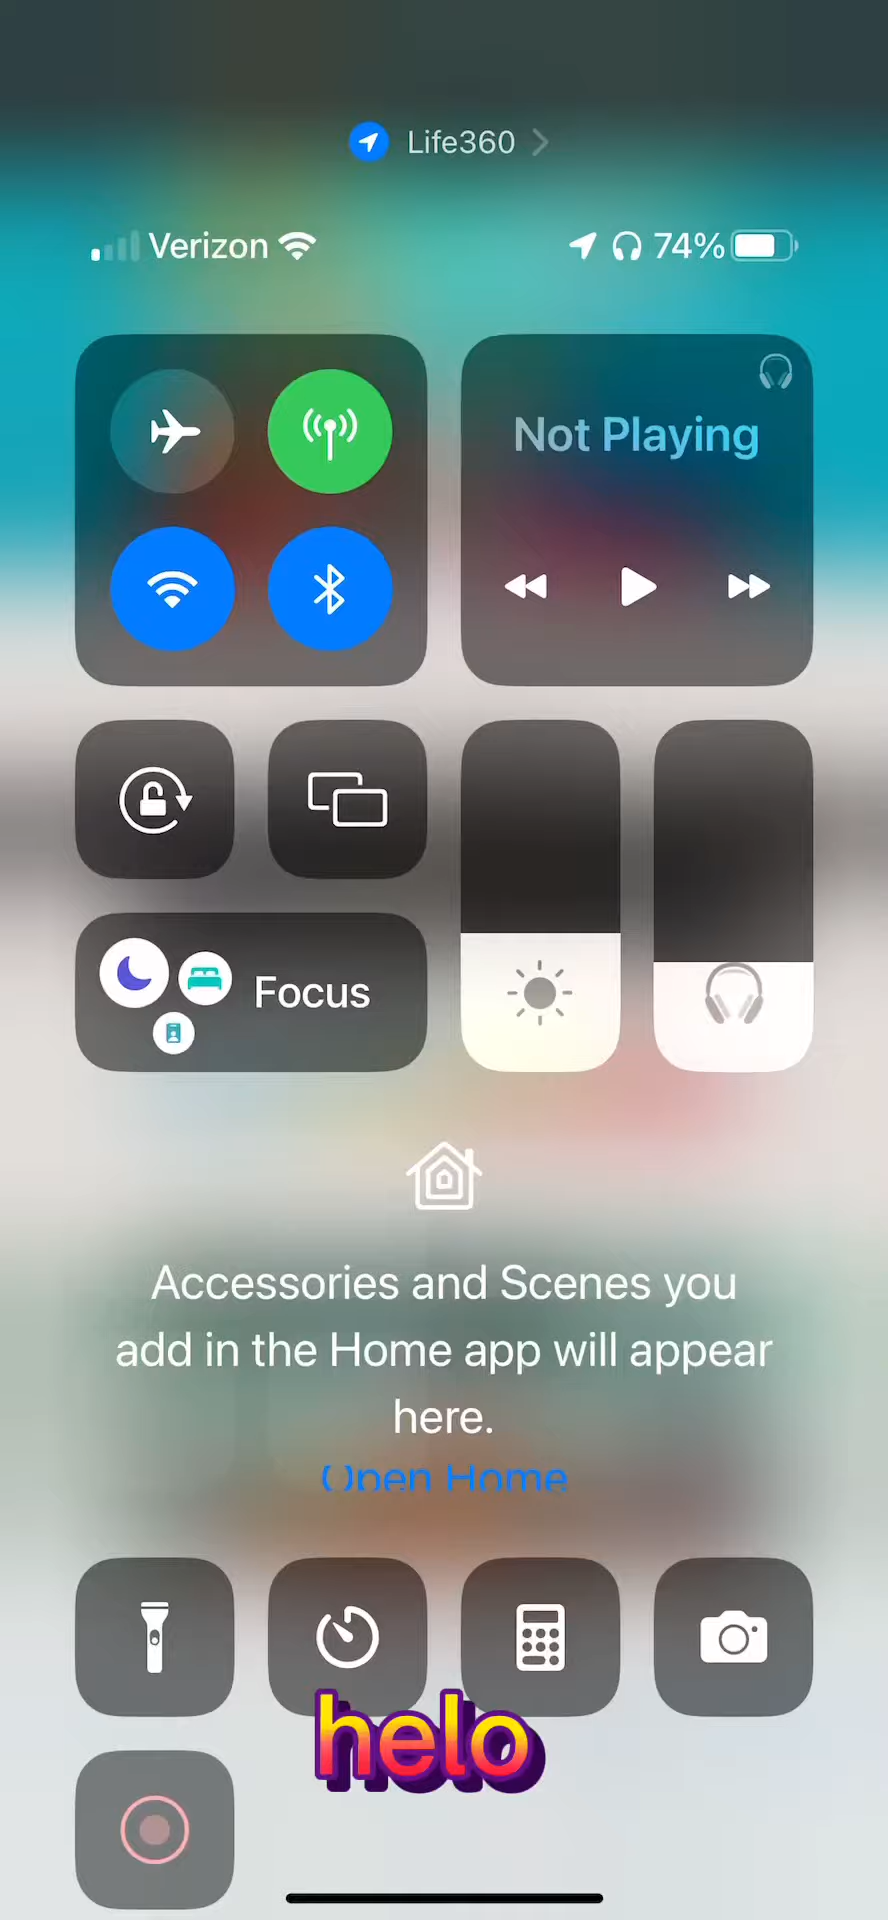 Life360
Verizon 74%
Not Playing
Focus
Accessories and Scenes you
add in the Home app will appear
here.
Open Home
helo